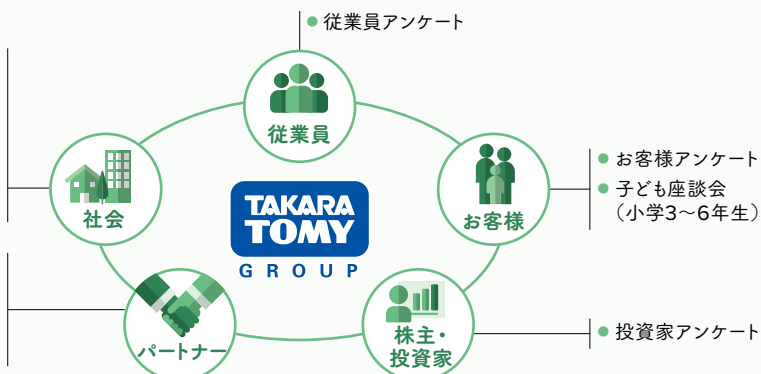 従業員アンケート
従業員
お客様アンケート
子ども座談会
(小学3〜6年生)
お客様
社会
TAKARA
TOMY
GROUP
パートナー
株主・
投資家
投資家アンケート